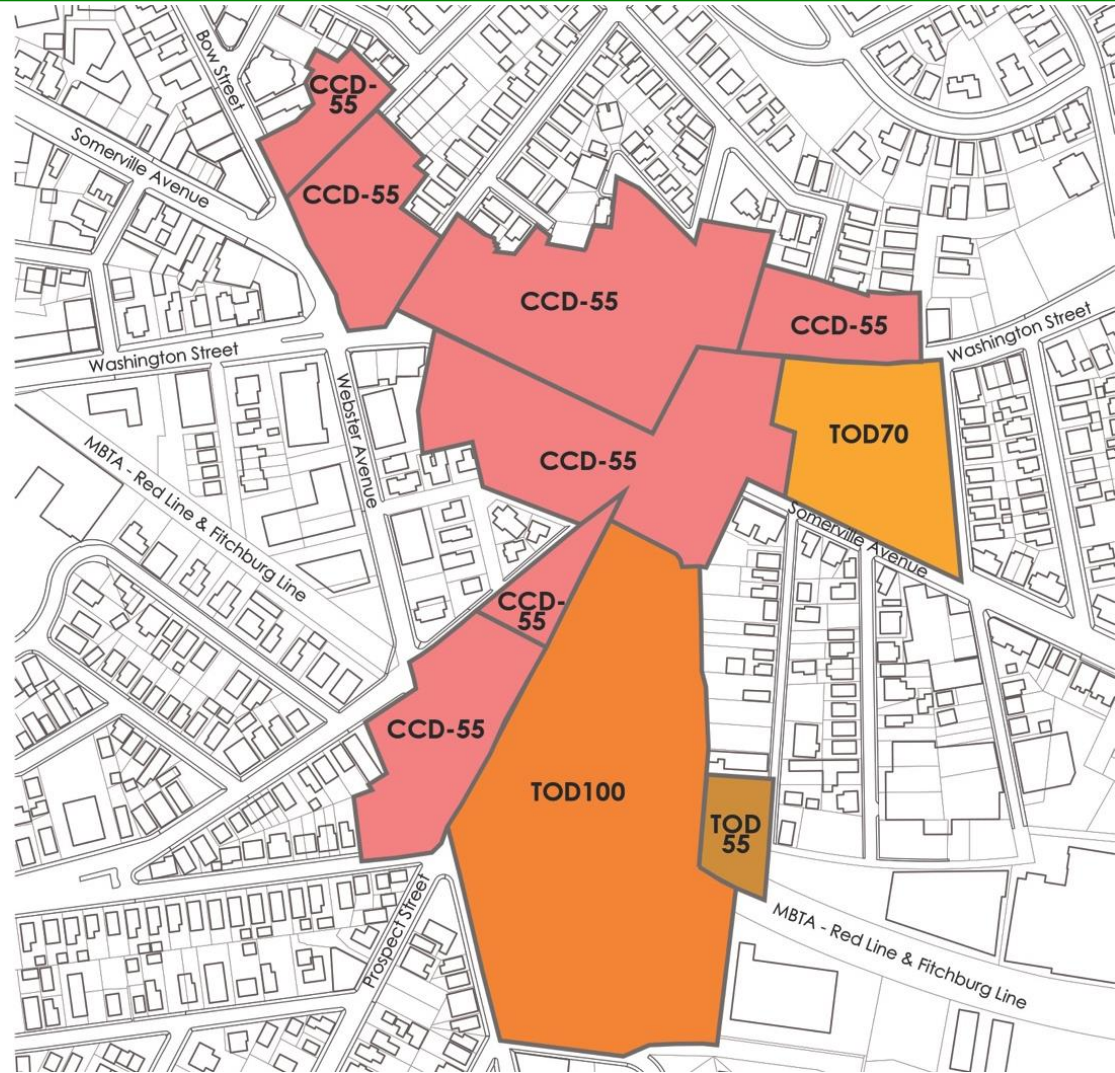 Bow Street
CCD-
55
Somerville Avenue
CCD-55
CCD-55
CCD-55
Washington Street
Washington Street
Webster Avenue
TOD70
CCD-55
MBTA - Red Line & Fitchburg Line
Somerville Avenue
CCD-
55
CCD-55
TOD100
TOD
55
Prospect Street
MBTA - Red Line & Fitchburg Line